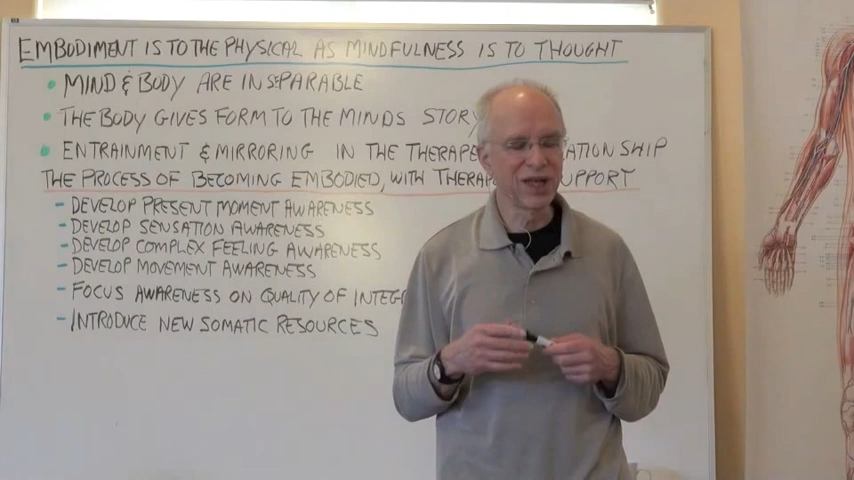 EMBODIMENT IS TO THE PHYSICAL AS MINDFULNESS IS TO THOUGHT
• MIND & BODY ARE INSEPARABLE
• THE BODY GIVES FORM TO THE MINDS STORY
• ENTRAINMENT & MIRRORING IN THE THERAPE ATIONSHIP
THE PROCESS OF BECOMING EMBODIED, WITH THERAP SUPPORT
- DEVELOP PRESENT MOMENT AWARENESS
- DEVELOP SENSATION AWARENESS
- DEVELOP COMPLEX FEELING AWARENESS
- DEVELOP MOVEMENT AWARENESS
- FOCUS AWARENESS ON QUALITY OF INTEG
- INTRODUCE NEW SOMATIC RESOURCES